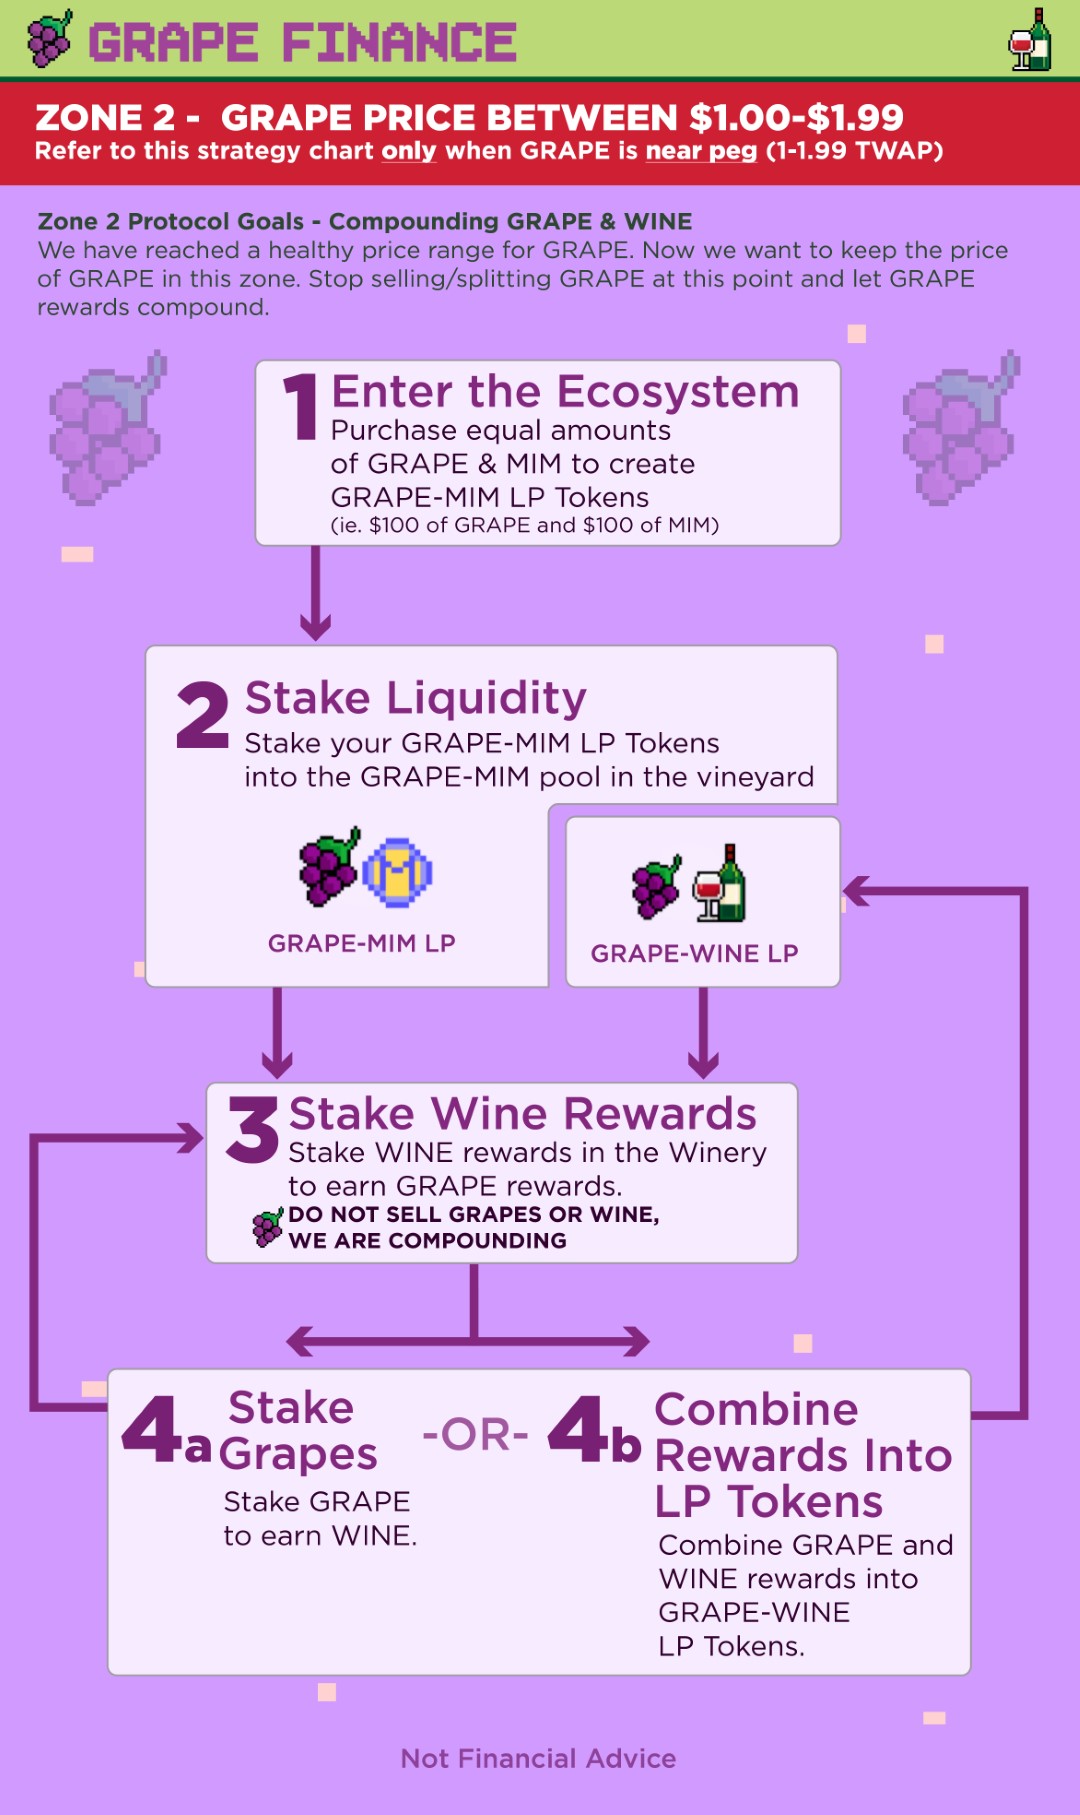 GRAPE FINANCE
ZONE 2 - GRAPE PRICE BETWEEN $1.00-$1.99
Refer to this strategy chart only when GRAPE is near peg (1-1.99 TWAP)
Zone 2 Protocol Goals - Compounding GRAPE & WINE
We have reached a healthy price range for GRAPE. Now we want to keep the price
of GRAPE in this zone. Stop selling/splitting GRAPE at this point and let GRAPE
rewards compound.
1 Enter the Ecosystem
Purchase equal amounts
of GRAPE & MIM to create
GRAPE-MIM LP Tokens
(ie. $100 of GRAPE and $100 of MIM)
2 Stake Liquidity
Stake your GRAPE-MIM LP Tokens
into the GRAPE-MIM pool in the vineyard
GRAPE-MIM LP
GRAPE-WINE LP
3 Stake Wine Rewards
Stake WINE rewards in the Winery
to earn GRAPE rewards.
DO NOT SELL GRAPES OR WINE,
WE ARE COMPOUNDING
4a Stake
Grapes
Stake GRAPE
to earn WINE.
-OR-
4b Combine
Rewards Into
LP Tokens
Combine GRAPE and
WINE rewards into
GRAPE-WINE
LP Tokens.
Not Financial Advice